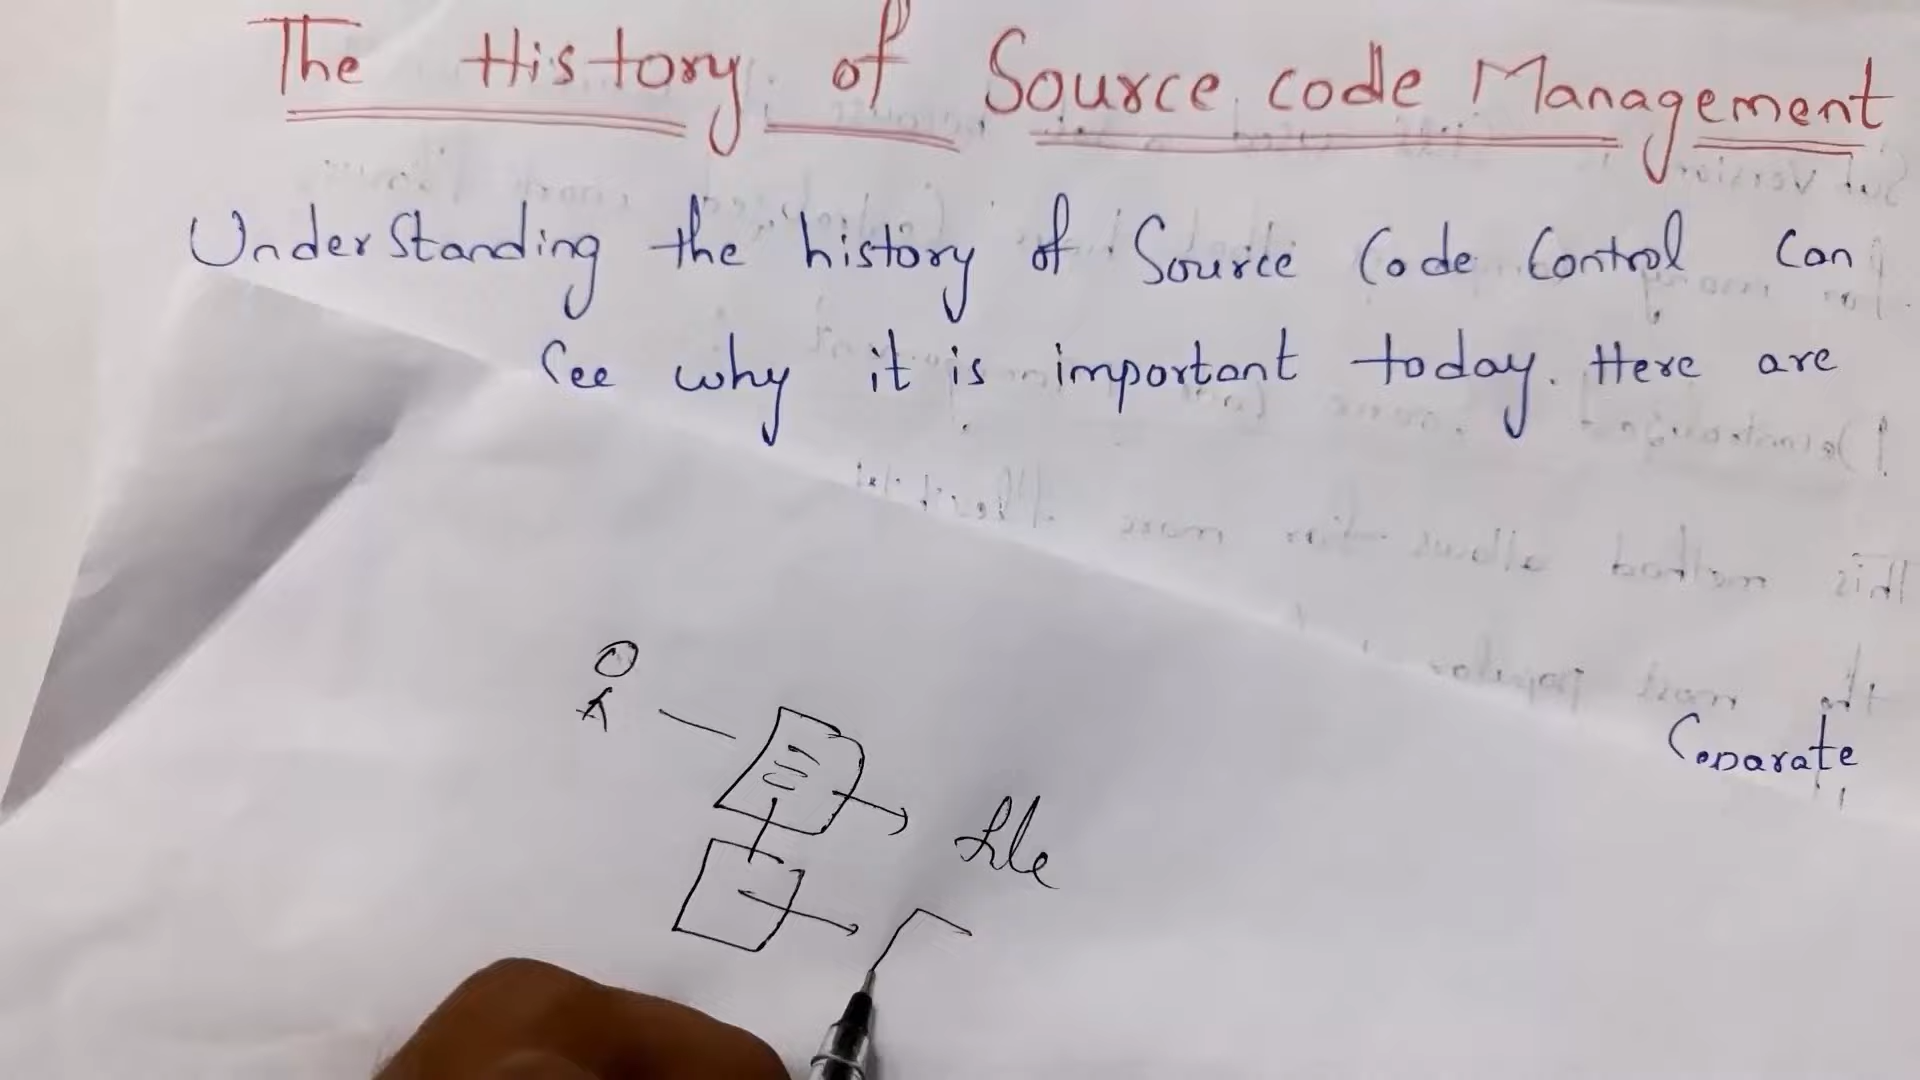 The History of Source code Management
Understanding the history of Source Code Control Can
See why it is important today. Here are
Separate
file